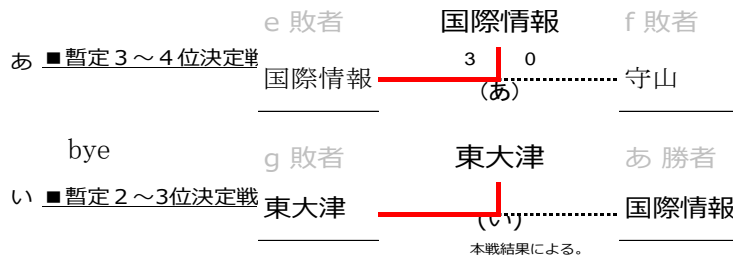 e 敗者 国際情報 f 敗者
あ ■暫定３～４位決定戦 国際情報 3 0 守山
(あ)
bye
g 敗者 東大津 あ 勝者
い ■暫定２～3位決定戦 東大津 国際情報
(い)
本戦結果による。